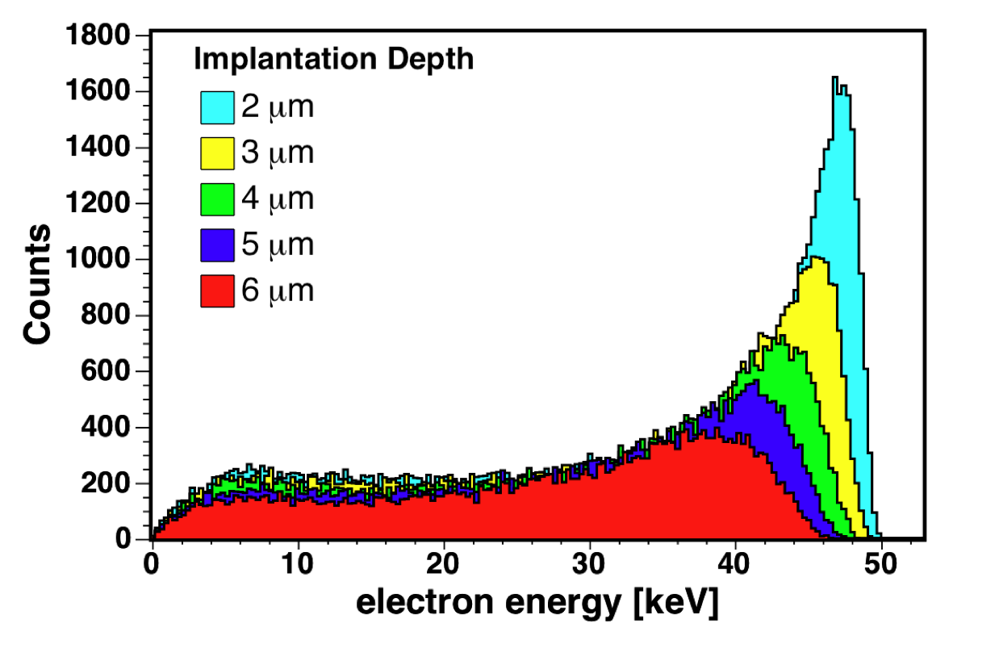 Implantation Depth
2 μm
3 μm
4 μm
5 μm
6 μm
Counts
1800
1600
1400
1200
1000
800
600
400
200
0
0 10 20 30 40 50
electron energy [keV]